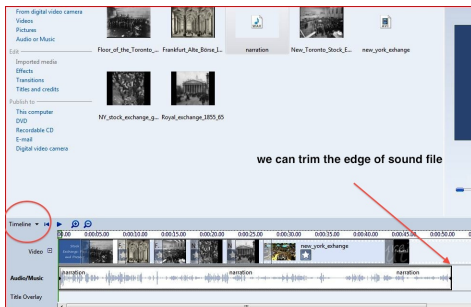 From digital video camera
Videos
Pictures
Audio or Music
Edit
Imported media
Effects
Transitions
Titles and credits
Publish to
This computer
DVD
Recordable CD
E-mail
Digital video camera
Floor_of_the_Toronto_... Frankfurt_Alte_Börse_I... narration New_Toronto_Stock_E... new_york_exhange
NY_stock_exchange_g... Royal_exchange_1855_65
we can trim the edge of sound file
Timeline
0:00 0:00:05.00 0:00:10.00 0:00:15.00 0:00:20.00 0:00:25.00 0:00:30.00 0:00:35.00 0:00:40.00 0:00:45.00 0:00:50.00
Video new_york_exhange
Audio/Music narration narration narration
Title Overlay